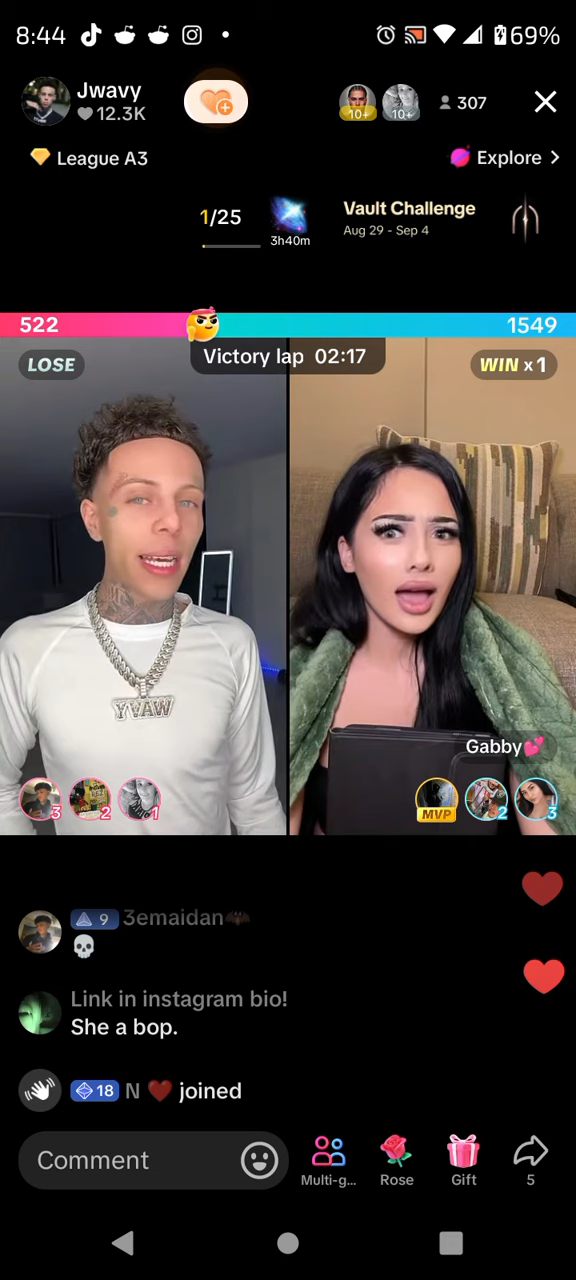 8:44 69%
Jwavy
12.3K
10+ 10+ 307
League A3
Explore
1/25
3h40m
Vault Challenge
Aug 29 - Sep 4
522 1549
Victory lap 02:17
LOSE
WIN x 1
YVAWY
Gabby💕
3 2 1
MVP 2 3
9 3emaidan🦇
💀
Link in instagram bio!
She a bop.
18 N ❤️ joined
Comment
Multi-g...
Rose
Gift
5